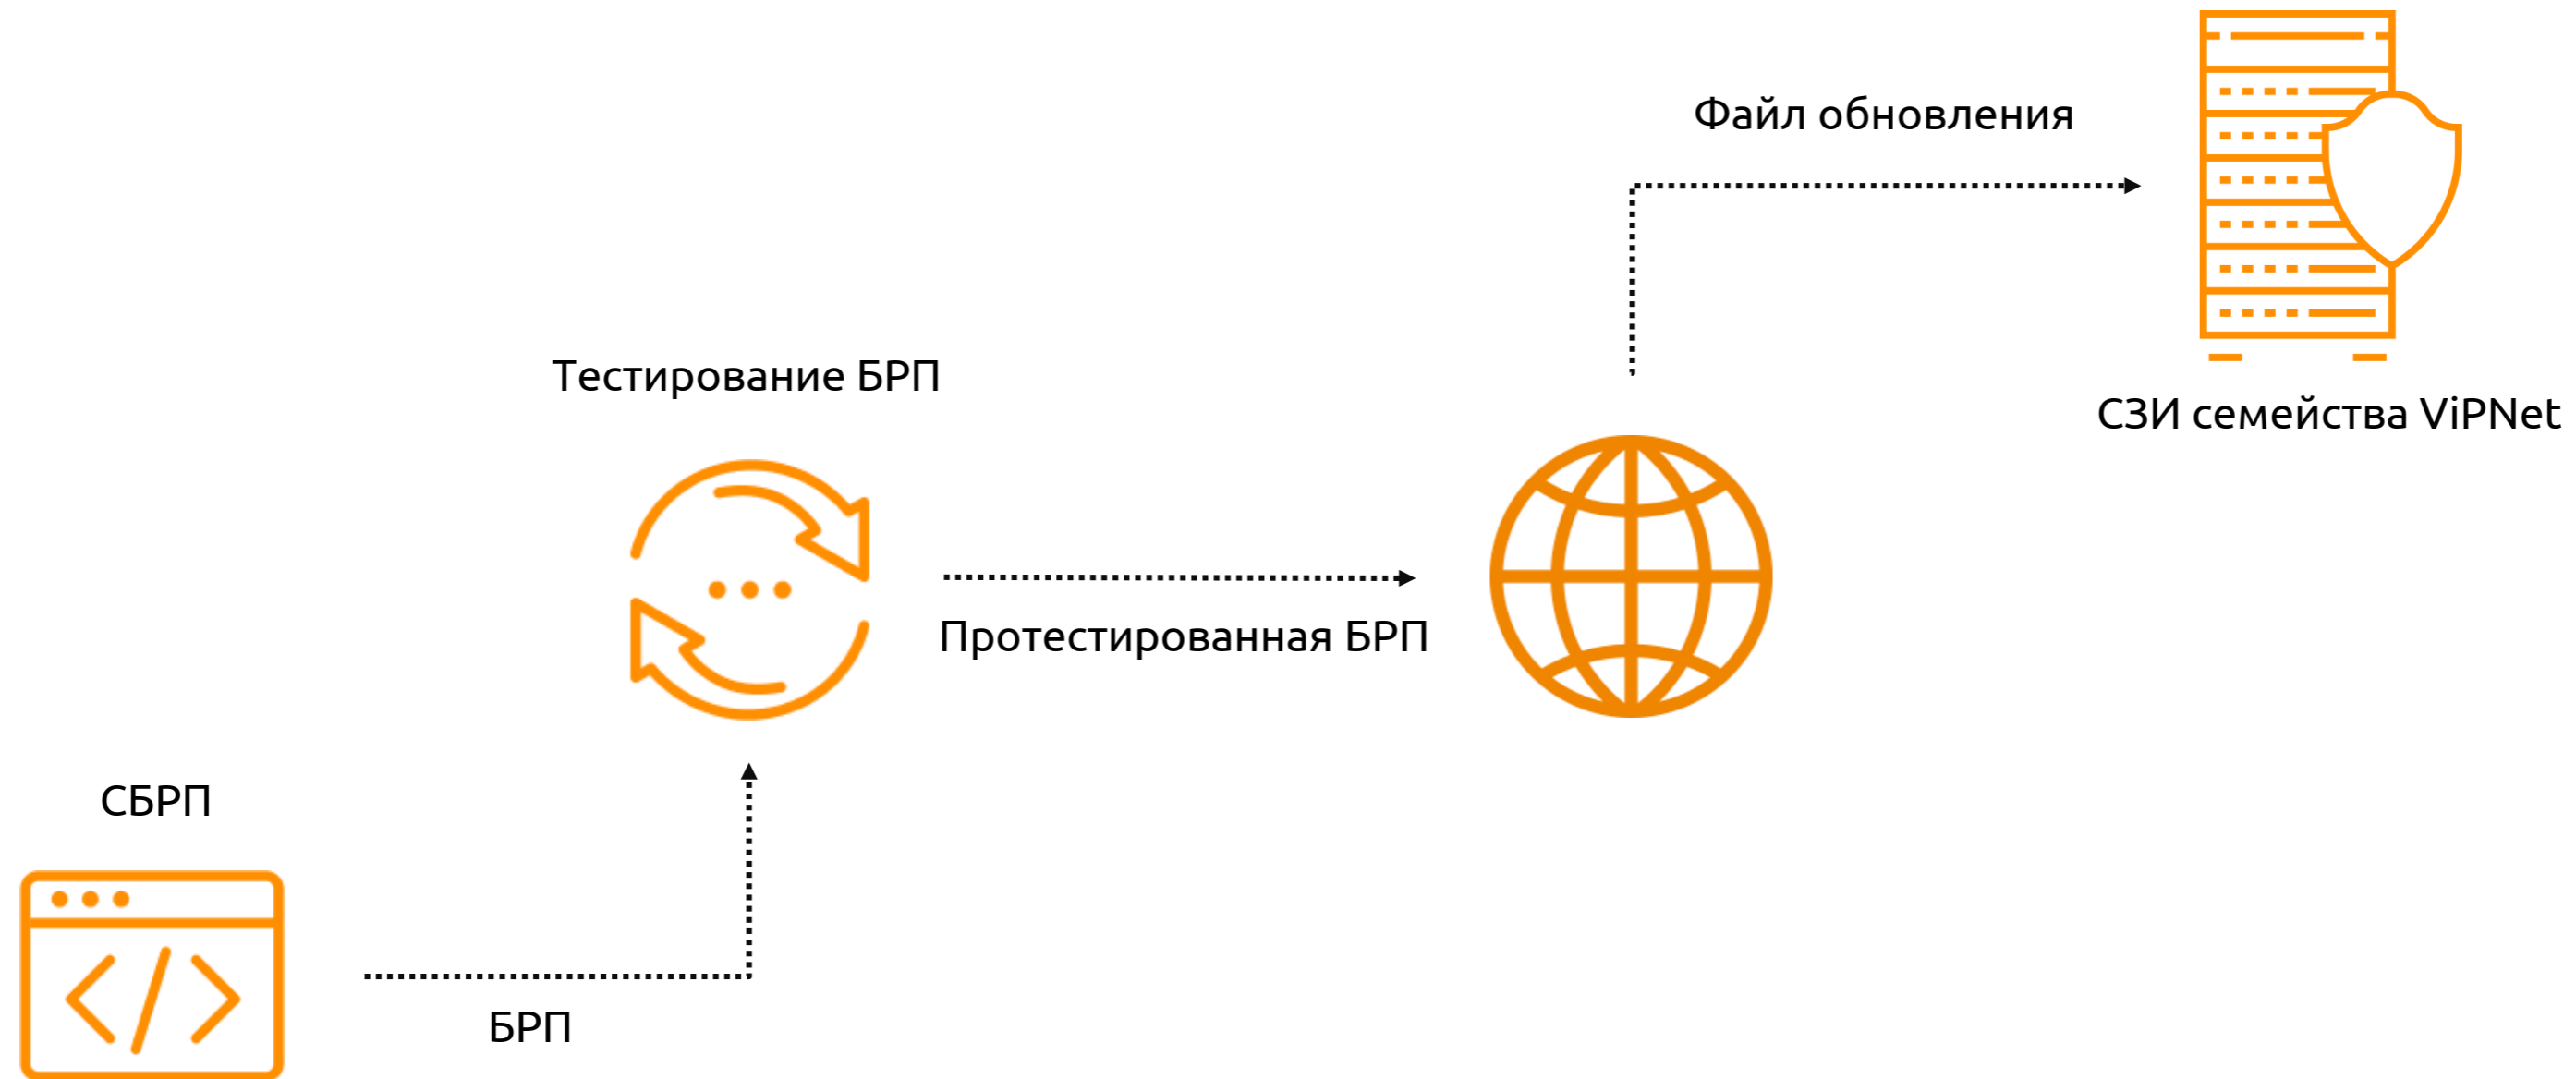 Файл обновления
СЗИ семейства ViPNet
Тестирование БРП
Протестированная БРП
СБРП
БРП